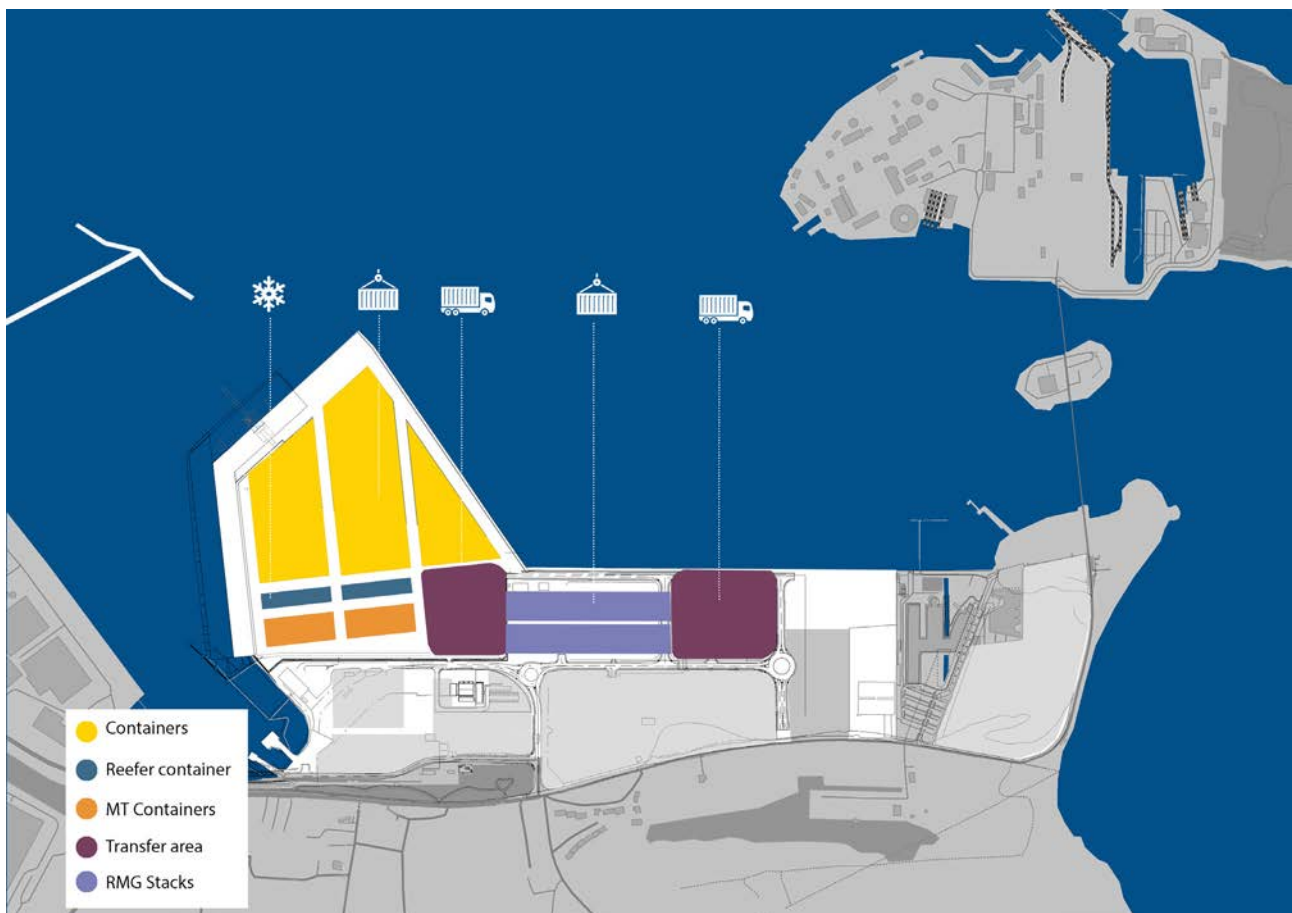 Containers
Reefer container
MT Containers
Transfer area
RMG Stacks